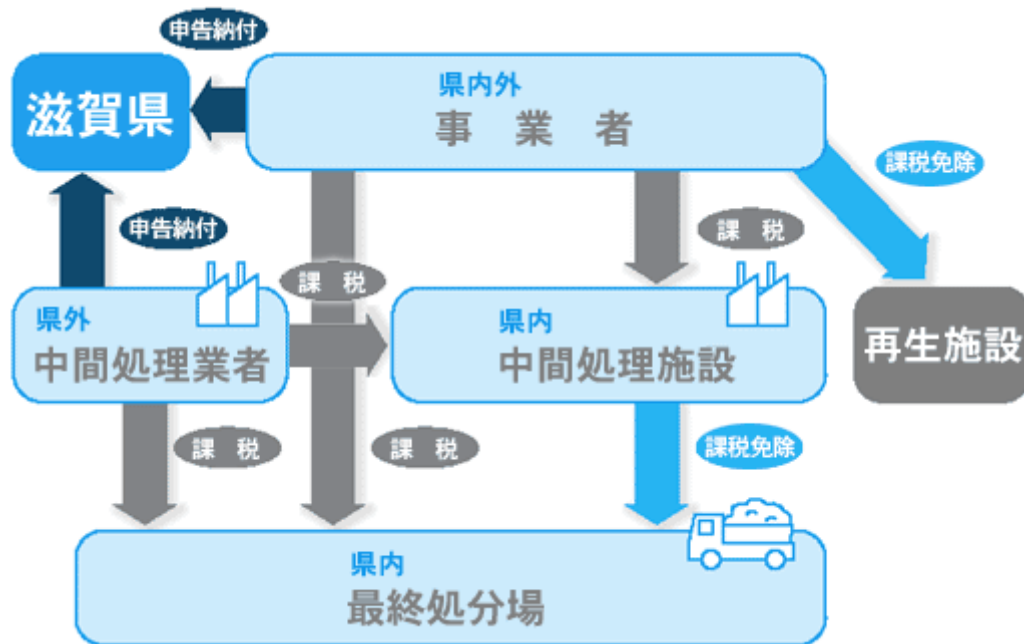 申告納付
滋賀県
県内外
事 業 者
課税免除
申告納付
課 税
課 税
県外
中間処理業者
県内
中間処理施設
再生施設
課 税
課 税
課税免除
県内
最終処分場